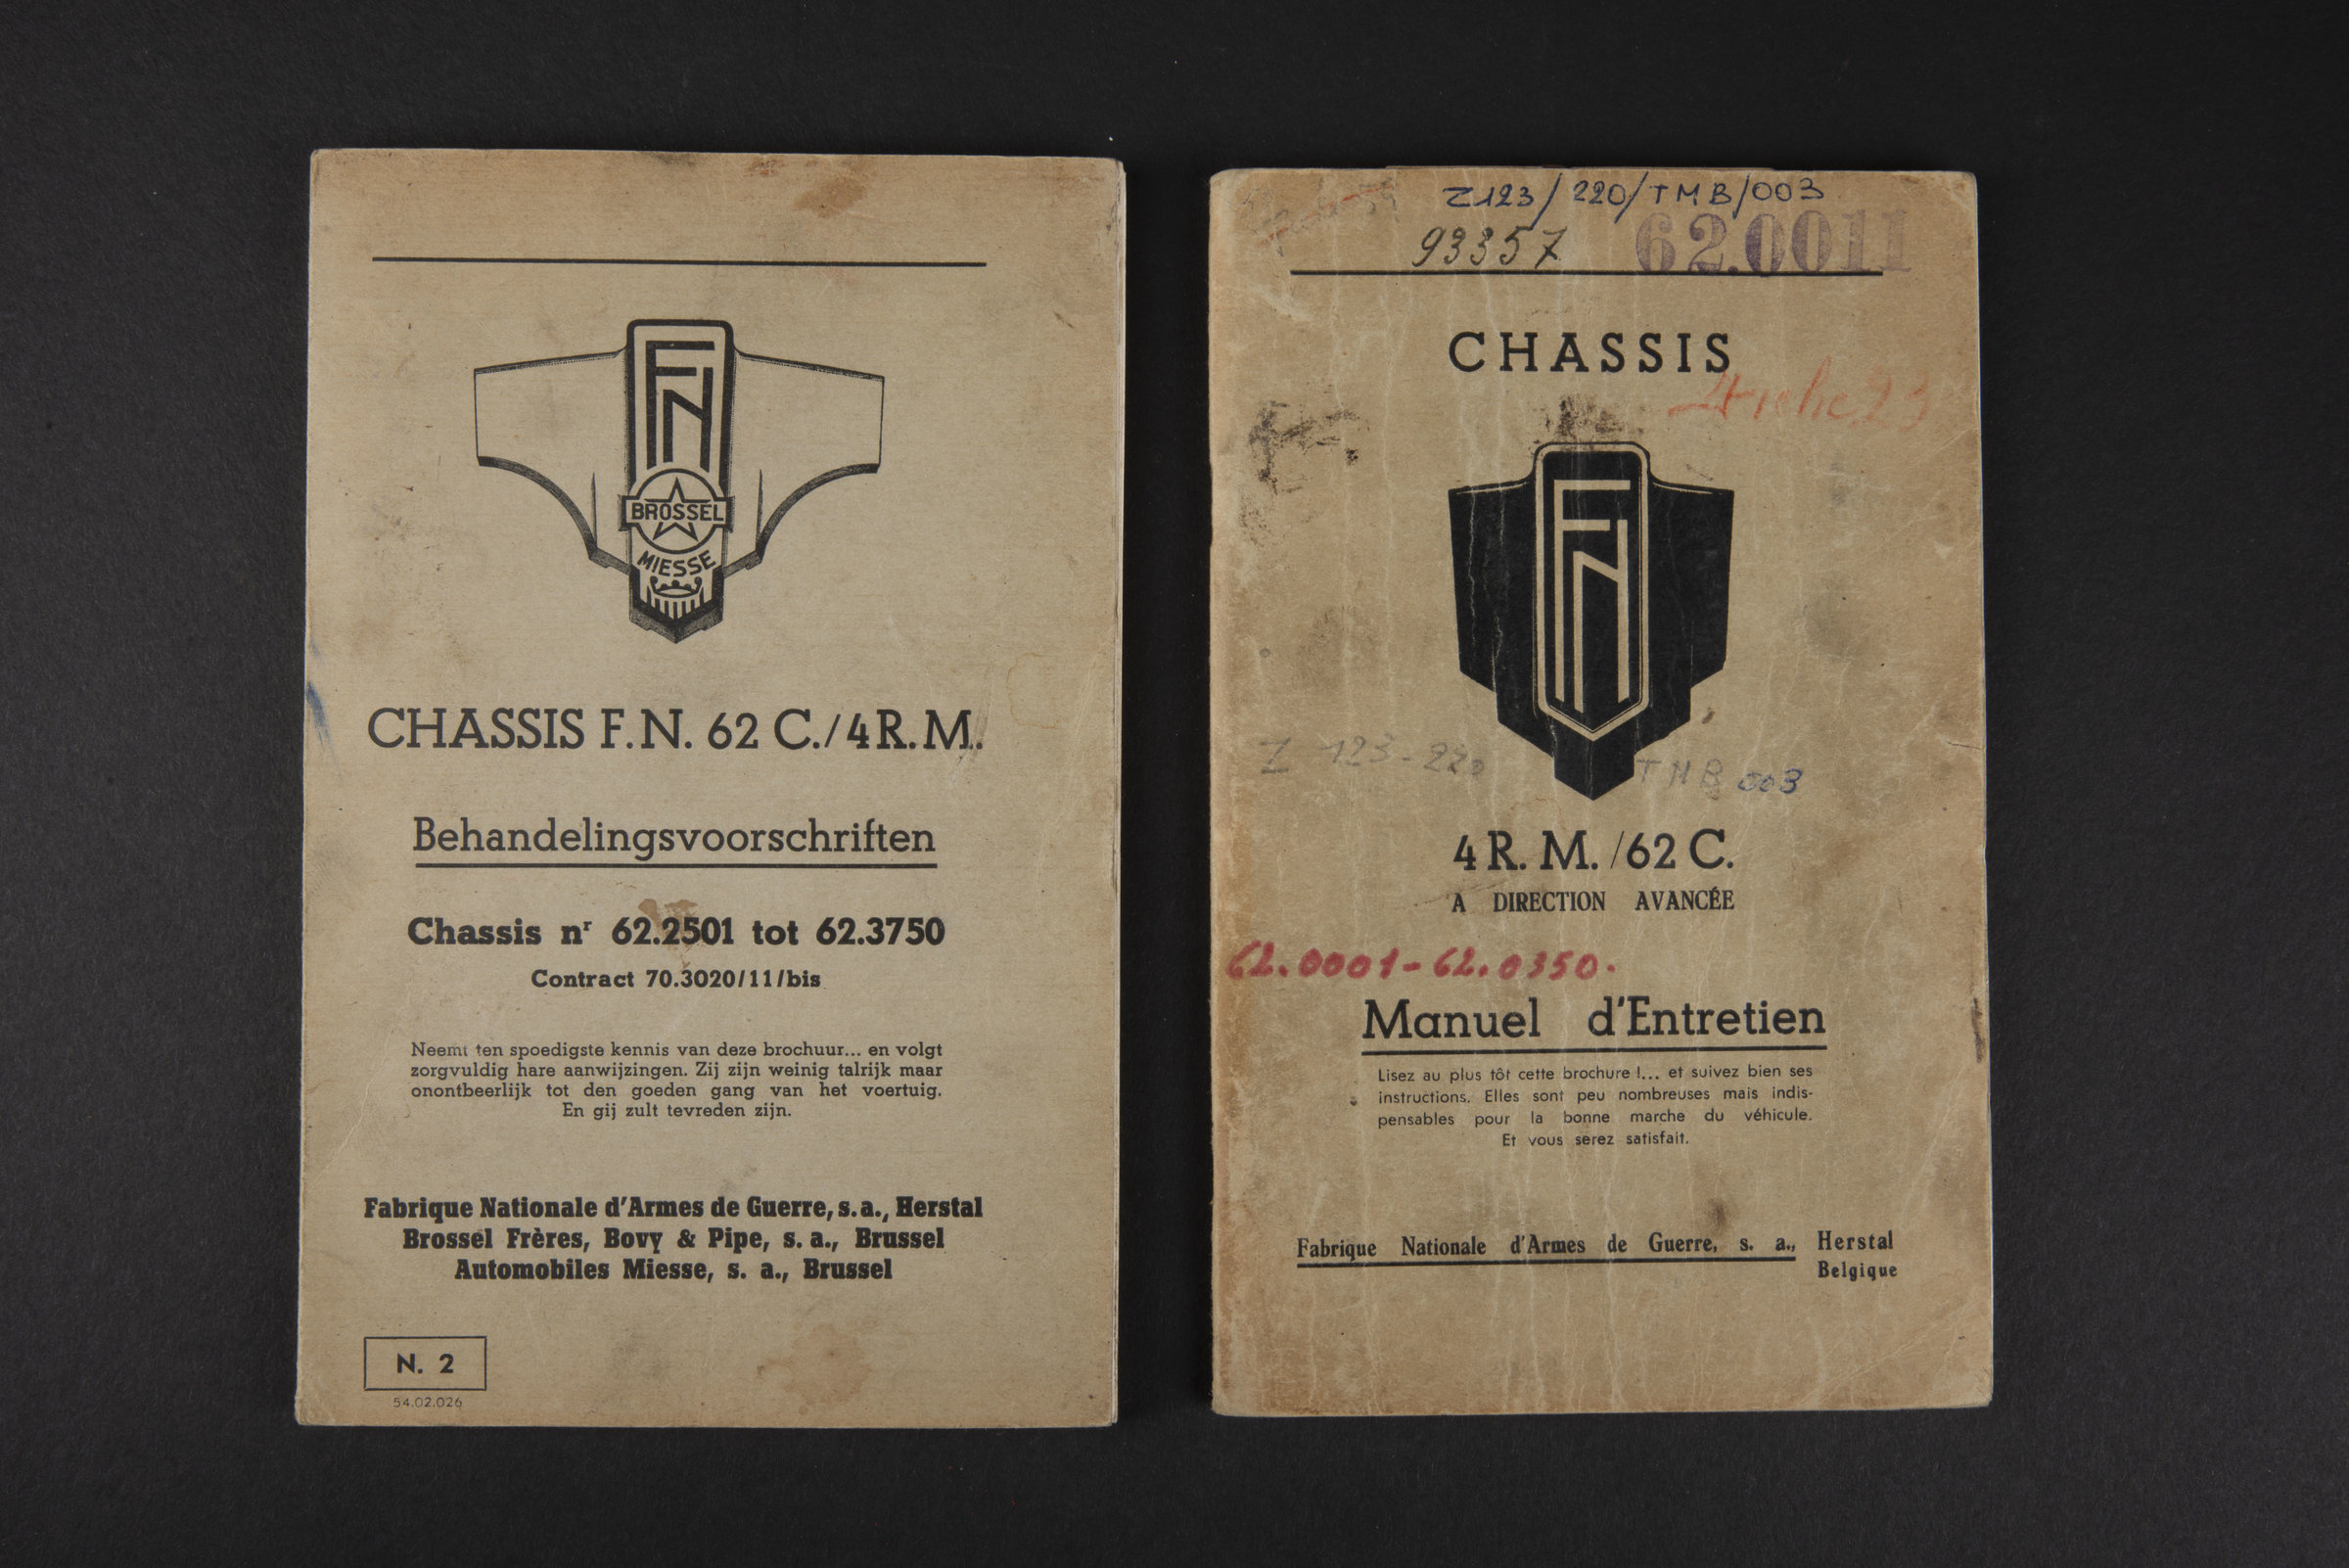 FN
BROSSEL
MIESSE
CHASSIS F.N. 62 C./4 R.M.
Behandelingsvoorschriften
Chassis nr 62.2501 tot 62.3750
Contract 70.3020/11/bis
Neemt ten spoedigste kennis van deze brochuur... en volgt
zorgvuldig hare aanwijzingen. Zij zijn weinig talrijk maar
onontbeerlijk tot den goeden gang van het voertuig.
En gij zult tevreden zijn.
Fabrique Nationale d'Armes de Guerre, s.a., Herstal
Brossel Frères, Bovy & Pipe, s. a., Brussel
Automobiles Miesse, s. a., Brussel
N. 2
54.02.026
Z123/220/TMB/003
93357 62.0011
CHASSIS
FN
Z 123-220 TMB 003
4 R. M. /62 C.
A DIRECTION AVANCÉE
62.0001-62.0350.
Manuel d'Entretien
Lisez au plus tôt cette brochure !... et suivez bien ses
instructions. Elles sont peu nombreuses mais indis-
pensables pour la bonne marche du véhicule.
Et vous serez satisfait.
Fabrique Nationale d'Armes de Guerre, s. a., Herstal
Belgique